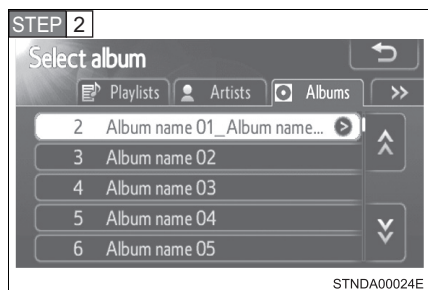 STEP 2
Select album
Playlists Artists Albums >>
2 Album name 01_Album name...
3 Album name 02
4 Album name 03
5 Album name 04
6 Album name 05
STNDA00024E